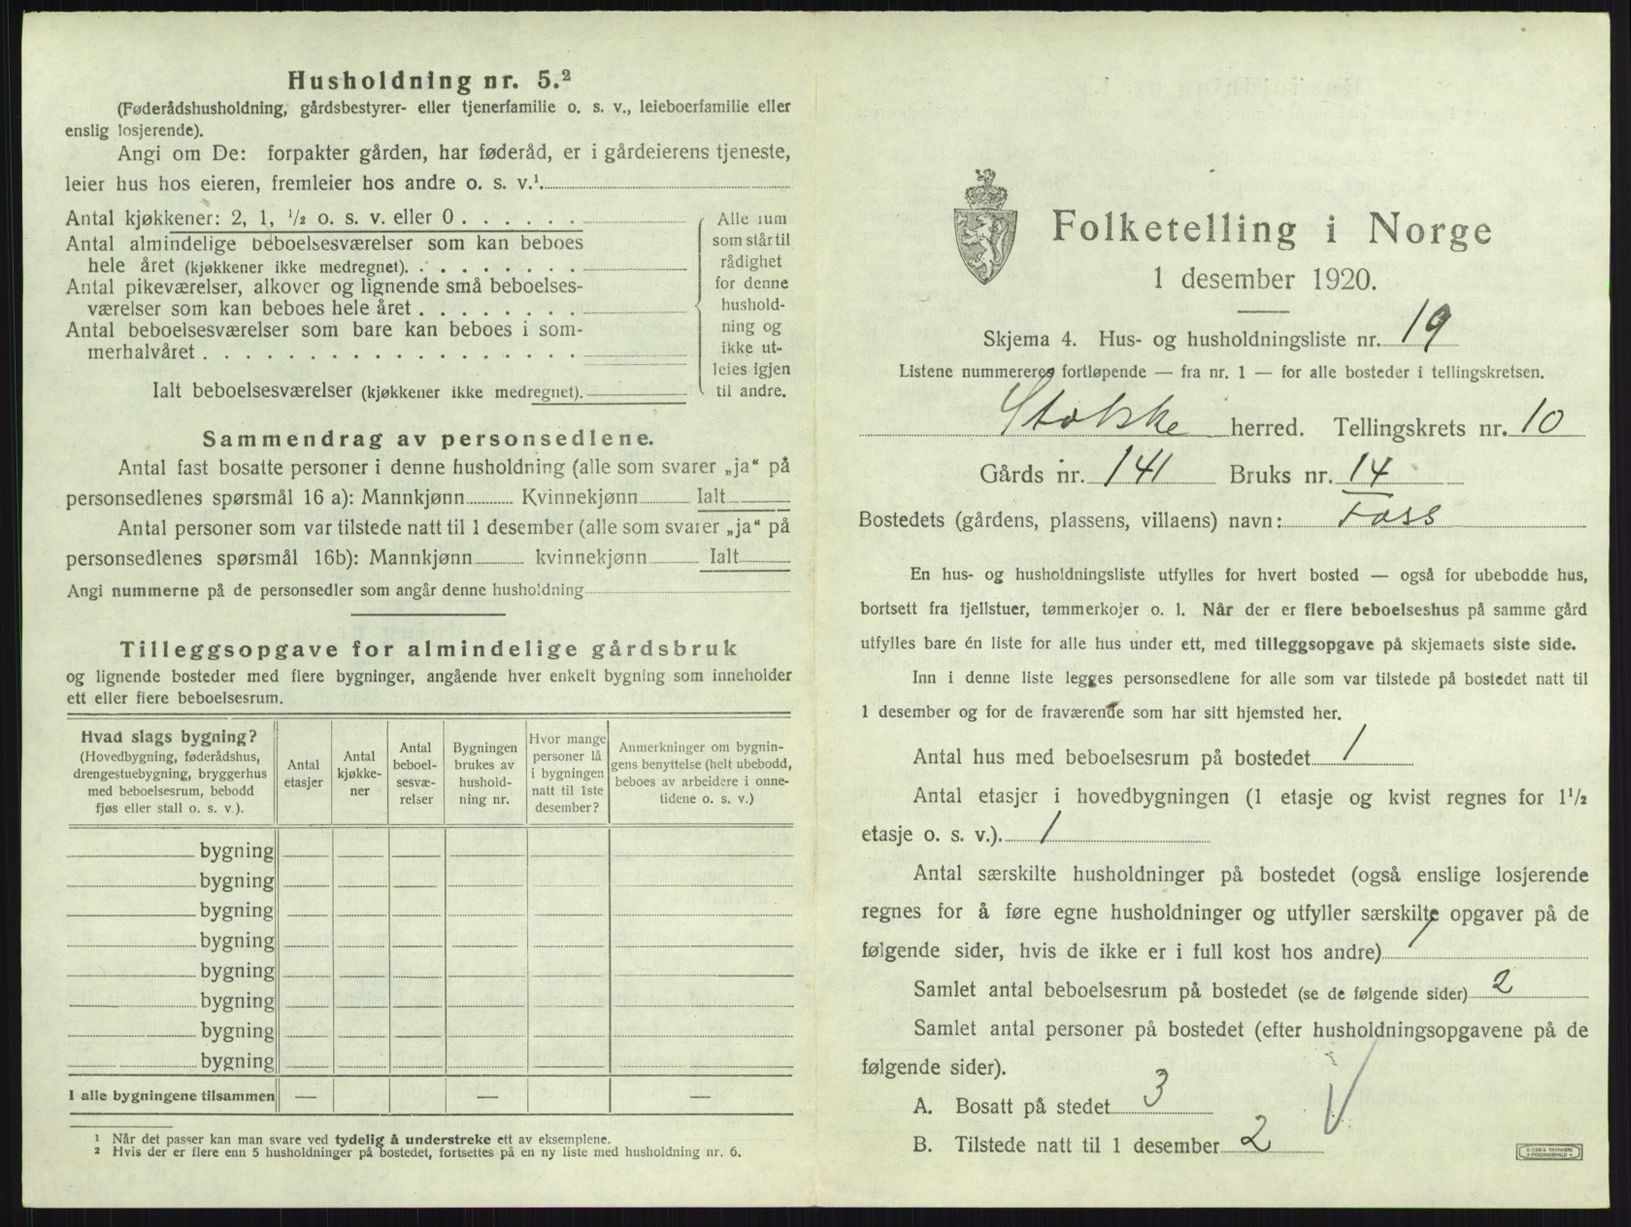 Husholdning nr. 5.²
(Føderådshusholdning, gårdsbestyrer- eller tjenerfamilie o. s. v., leieboerfamilie eller
enslig losjerende).
Angi om De: forpakter gården, har føderåd, er i gårdeierens tjeneste,
leier hus hos eieren, fremleier hos andre o. s. v.¹
Antal kjøkkener: 2, 1, ½ o. s. v. eller 0 . . . . . .
Antal almindelige beboelsesværelser som kan beboes
hele året (kjøkkener ikke medregnet). . . . . . . . .
Antal pikeværelser, alkover og lignende små beboelses-
værelser som kan beboes hele året . . . . . . . .
Antal beboelsesværelser som bare kan beboes i som-
merhalvåret . . . . . . . . . . . . . . . . . .
Ialt beboelsesværelser (kjøkkener ikke medregnet).
Alle rum
som står til
rådighet
for denne
hushold-
ning og
ikke ut-
leies igjen
til andre.
Sammendrag av personsedlene.
Antal fast bosatte personer i denne husholdning (alle som svarer „ja“ på
personsedlenes spørsmål 16 a): Mannkjønn Kvinnekjønn Ialt
Antal personer som var tilstede natt til 1 desember (alle som svarer „ja“ på
personsedlenes spørsmål 16b): Mannkjønn kvinnekjønn Ialt
Angi nummerne på de personsedler som angår denne husholdning
Tilleggsopgave for almindelige gårdsbruk
og lignende bosteder med flere bygninger, angående hver enkelt bygning som inneholder
ett eller flere beboelsesrum.
Hvad slags bygning?
(Hovedbygning, føderådshus,
drengestuebygning, bryggerhus
med beboelsesrum, bebodd
fjøs eller stall o. s. v.).
Antal
etasjer
Antal
kjøkke-
ner
Antal
beboel-
sesvæ-
relser
Bygningen
brukes av
hushold-
ning nr.
Hvor mange
personer lå
i bygningen
natt til 1ste
desember?
Anmerkninger om bygnin-
gens benyttelse (helt ubebodd,
beboes av arbeidere i onne-
tidene o. s. v.)
bygning
bygning
bygning
bygning
bygning
bygning
bygning
bygning
I alle bygningene tilsammen — — —
¹ Når det passer kan man svare ved tydelig å understreke ett av eksemplene.
² Hvis der er flere enn 5 husholdninger på bostedet, fortsettes på en ny liste med husholdning nr. 6.
Folketelling i Norge
1 desember 1920.
Skjema 4. Hus- og husholdningsliste nr. 19
Listene nummereres fortløpende — fra nr. 1 — for alle bosteder i tellingskretsen.
Stokke herred. Tellingskrets nr. 10
Gårds nr. 141 Bruks nr. 14
Bostedets (gårdens, plassens, villaens) navn: Foss
En hus- og husholdningsliste utfylles for hvert bosted — også for ubebodde hus,
bortsett fra fjellstuer, tømmerkojer o. l. Når der er flere beboelseshus på samme gård
utfylles bare én liste for alle hus under ett, med tilleggsopgave på skjemaets siste side.
Inn i denne liste legges personsedlene for alle som var tilstede på bostedet natt til
1 desember og for de fraværende som har sitt hjemsted her.
Antal hus med beboelsesrum på bostedet 1
Antal etasjer i hovedbygningen (1 etasje og kvist regnes for 1½
etasje o. s. v.). 1
Antal særskilte husholdninger på bostedet (også enslige losjerende
regnes for å føre egne husholdninger og utfyller særskilte opgaver på de
følgende sider, hvis de ikke er i full kost hos andre) 1
Samlet antal beboelsesrum på bostedet (se de følgende sider) 2
Samlet antal personer på bostedet (efter husholdningsopgavene på de
følgende sider).
A. Bosatt på stedet 3
B. Tilstede natt til 1 desember 2